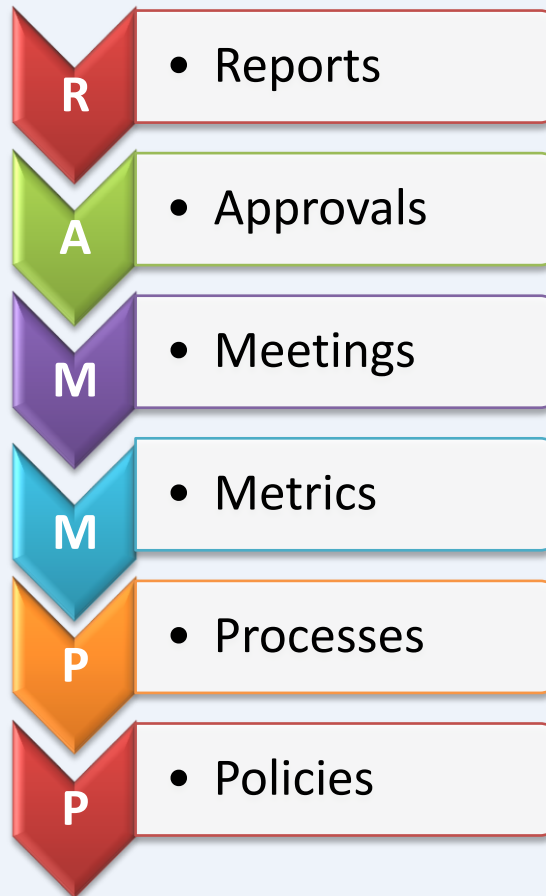 R
• Reports
A
• Approvals
M
• Meetings
M
• Metrics
P
• Processes
P
• Policies